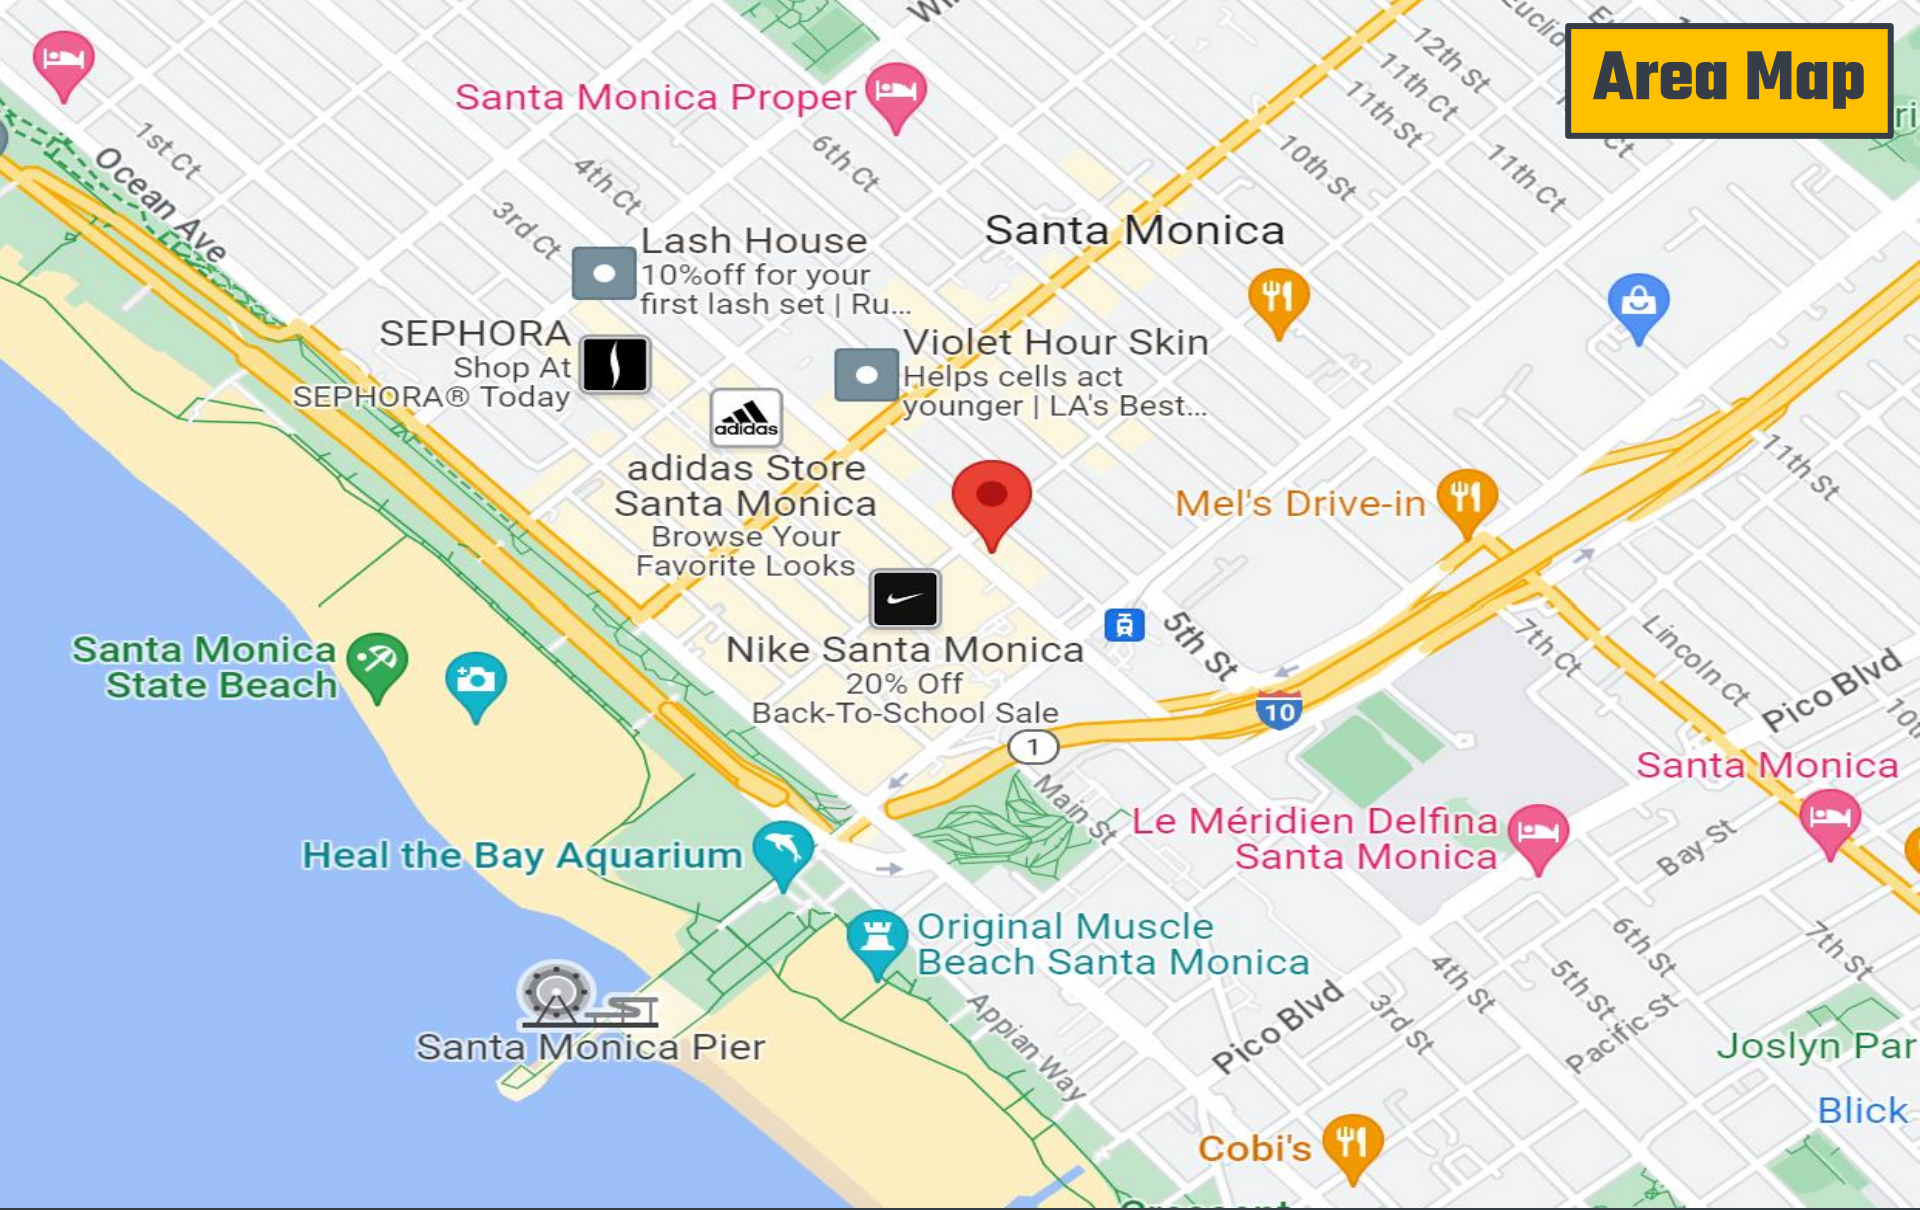 Area Map
Santa Monica Proper
12th St
11th Ct
11th St
10th St
11th Ct
Ct
1st Ct
Ocean Ave
4th Ct
3rd Ct
6th Ct
Santa Monica
Lash House
10%off for your
first lash set | Ru...
SEPHORA
Shop At
SEPHORA® Today
Violet Hour Skin
Helps cells act
younger | LA's Best...
adidas
adidas Store
Santa Monica
Browse Your
Favorite Looks
Mel's Drive-in
11th St
Nike Santa Monica
20% Off
Back-To-School Sale
5th St
10
1
7th Ct
Lincoln Ct
Pico Blvd
Santa Monica
State Beach
Santa Monica
Main St
Le Méridien Delfina
Santa Monica
Bay St
Heal the Bay Aquarium
Original Muscle
Beach Santa Monica
6th St
7th St
4th St
5th St
Pacific St
3rd St
Pico Blvd
Appian Way
Santa Monica Pier
Joslyn Par
Blick
Cobi's